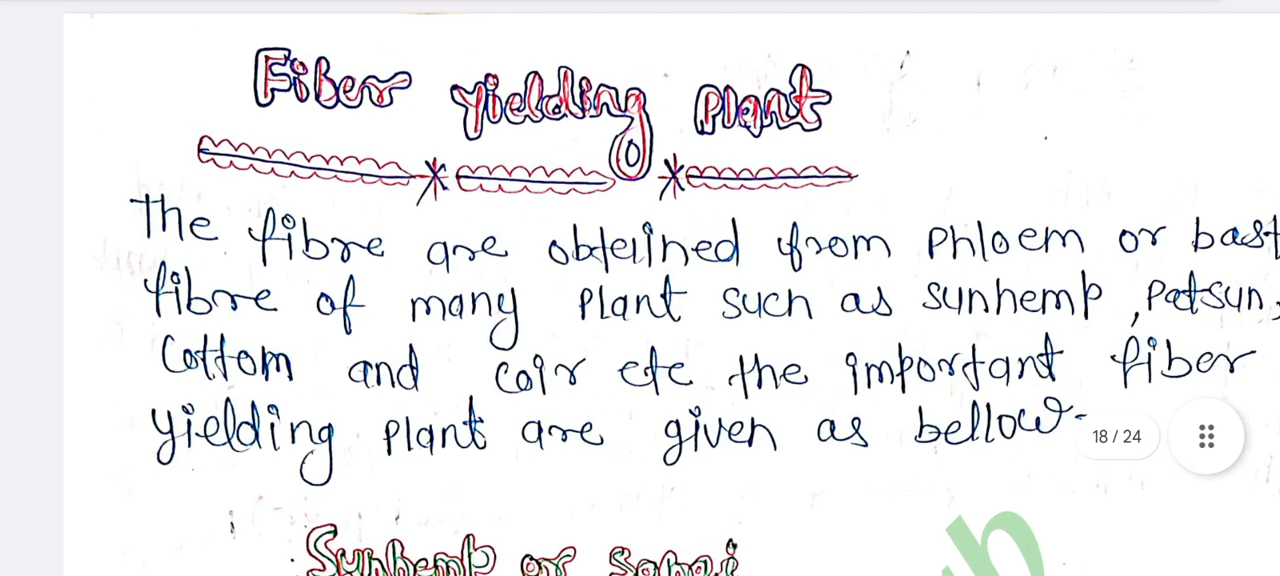 Fiber yielding Plant
The fibre are obteined from Phloem or bast
fibre of many Plant such as sunhemp, Patsun,
Cottom and Coir etc the important fiber
yielding Plant are given as bellow-
18 / 24
Sunhemp or
h